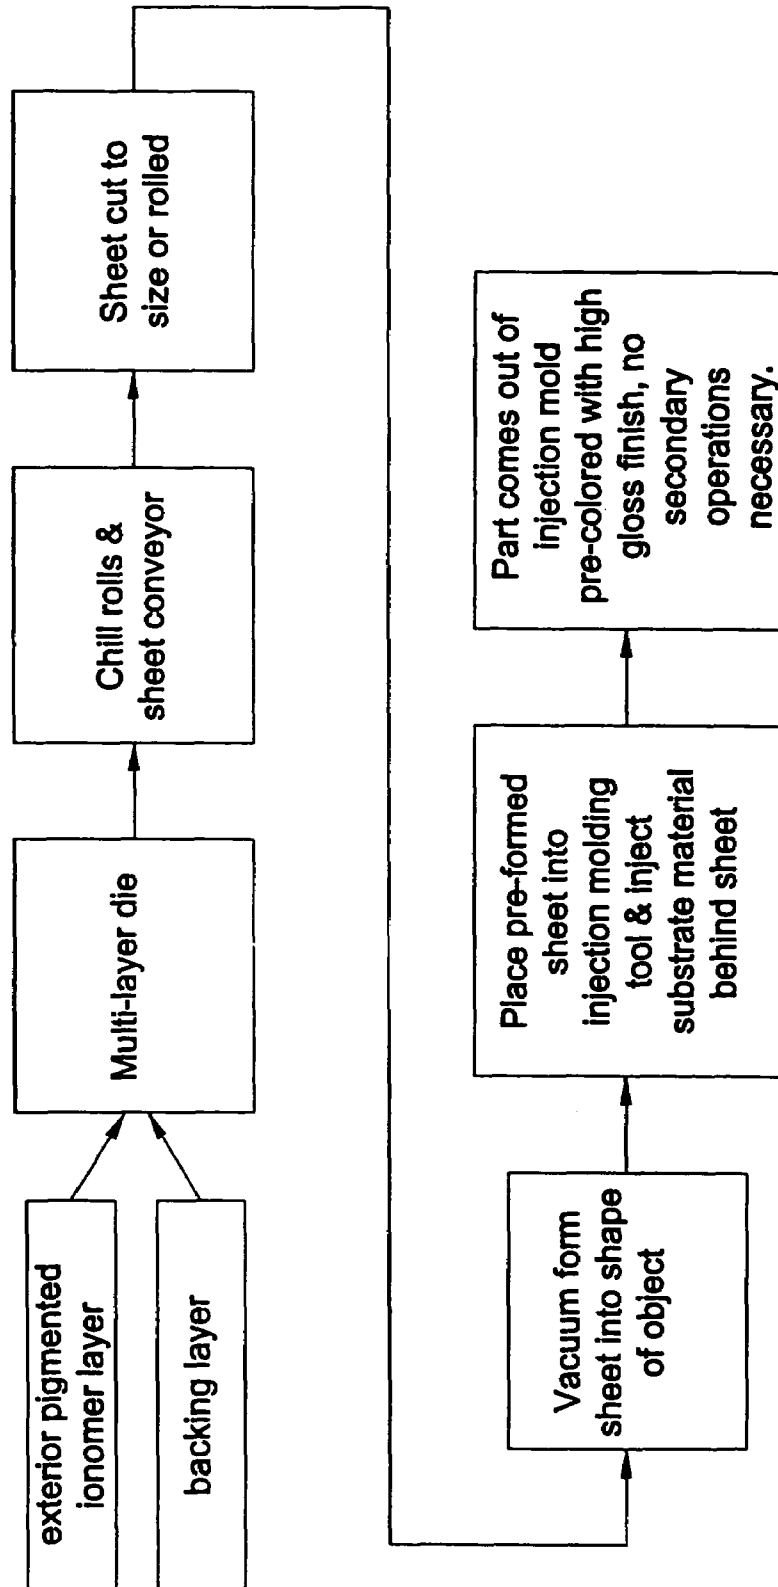 exterior pigmented
ionomer layer
backing layer
Multi-layer die
Chill rolls &
sheet conveyor
Sheet cut to
size or rolled
Vacuum form
sheet into shape
of object
Place pre-formed
sheet into
injection molding
tool & inject
substrate material
behind sheet
Part comes out of
injection mold
pre-colored with high
gloss finish, no
secondary
operations
necessary.